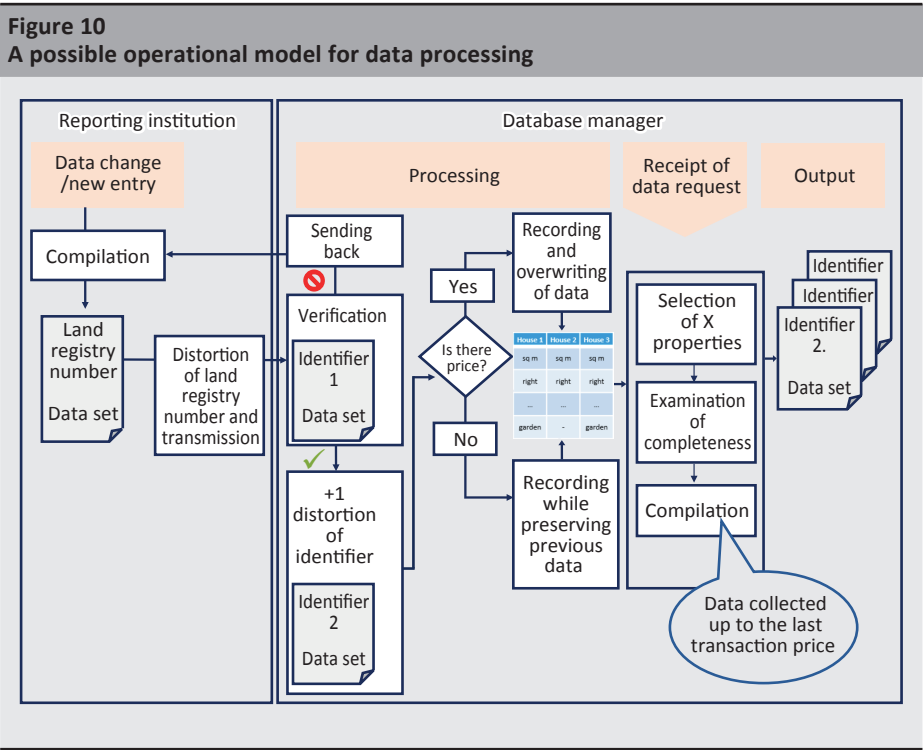 Figure 10
A possible operational model for data processing
Reporting institution
Data change
/new entry
Compilation
Land
registry
number
Data set
Distortion
of land
registry
number and
transmission
Database manager
Processing
Sending
back
Verification
Identifier
1
Data set
+1
distortion
of
identifier
Identifier
2
Data set
Is there
price?
Yes
No
Recording
and
overwriting
of data
House 1 House 2 House 3
sq m sq m sq m
right right right
... ... ...
garden - garden
Recording
while
preserving
previous
data
Receipt of
data request
Selection
of X
properties
Examination
of
completeness
Compilation
Data collected
up to the last
transaction price
Output
Identifier
Identifier
Identifier
2.
Data set